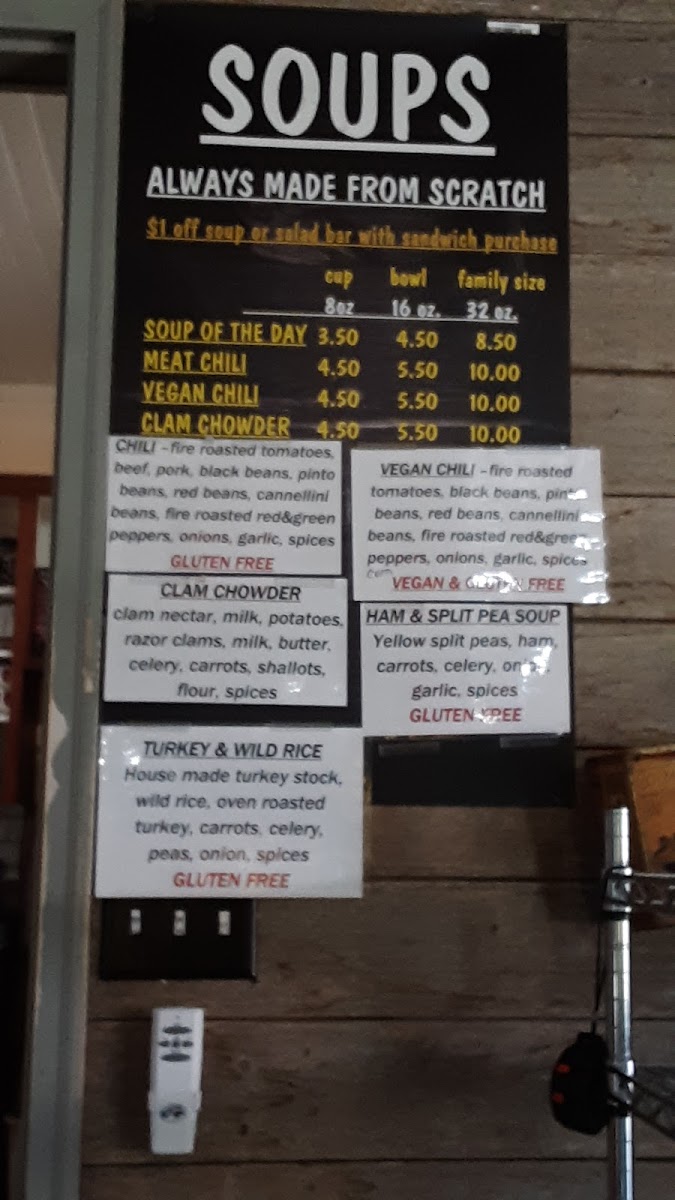 SOUPS
ALWAYS MADE FROM SCRATCH
$1 off soup or salad bar with sandwich purchase
cup bowl family size
8oz 16 oz. 32 oz.
SOUP OF THE DAY 3.50 4.50 8.50
MEAT CHILI 4.50 5.50 10.00
VEGAN CHILI 4.50 5.50 10.00
CLAM CHOWDER 4.50 5.50 10.00
CHILI - fire roasted tomatoes,
beef, pork, black beans, pinto
beans, red beans, cannellini
beans, fire roasted red&green
peppers, onions, garlic, spices
GLUTEN FREE
VEGAN CHILI - fire roasted
tomatoes, black beans, pinto
beans, red beans, cannellini
beans, fire roasted red&green
peppers, onions, garlic, spices
VEGAN & GLUTEN FREE
CLAM CHOWDER
clam nectar, milk, potatoes,
razor clams, milk, butter,
celery, carrots, shallots,
flour, spices
HAM & SPLIT PEA SOUP
Yellow split peas, ham,
carrots, celery, onion,
garlic, spices
GLUTEN FREE
TURKEY & WILD RICE
House made turkey stock,
wild rice, oven roasted
turkey, carrots, celery,
peas, onion, spices
GLUTEN FREE